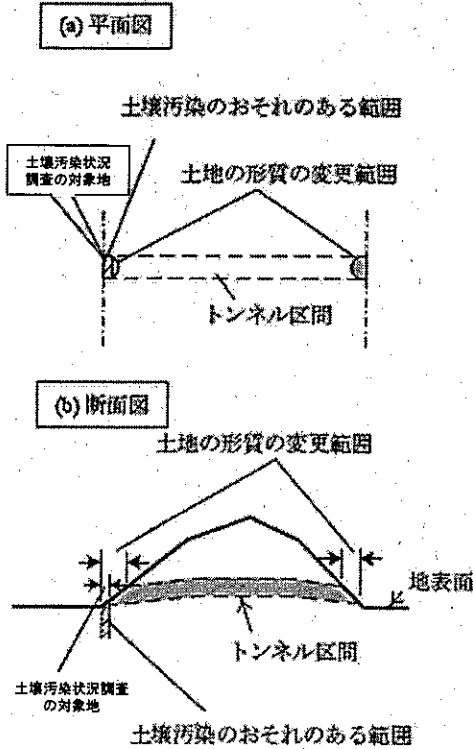 (a) 平面図
土壌汚染のおそれのある範囲
土壌汚染状況
調査の対象地
土地の形質の変更範囲
トンネル区間
(b) 断面図
土地の形質の変更範囲
地表面
トンネル区間
土壌汚染状況調査
の対象地
土壌汚染のおそれのある範囲